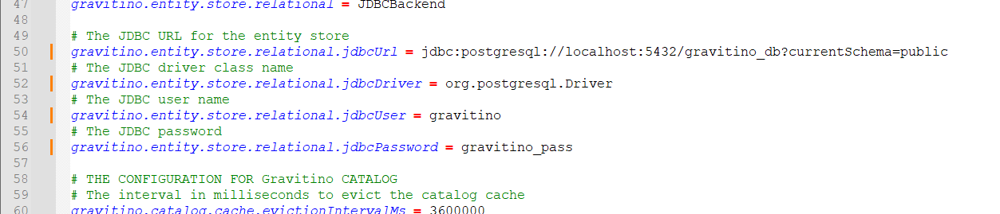 47 gravitino.entity.store.relational = JDBCBackend
48
49 # The JDBC URL for the entity store
50 gravitino.entity.store.relational.jdbcUrl = jdbc:postgresql://localhost:5432/gravitino_db?currentSchema=public
51 # The JDBC driver class name
52 gravitino.entity.store.relational.jdbcDriver = org.postgresql.Driver
53 # The JDBC user name
54 gravitino.entity.store.relational.jdbcUser = gravitino
55 # The JDBC password
56 gravitino.entity.store.relational.jdbcPassword = gravitino_pass
57
58 # THE CONFIGURATION FOR Gravitino CATALOG
59 # The interval in milliseconds to evict the catalog cache
60 gravitino.catalog.cache.evictionIntervalMs = 3600000